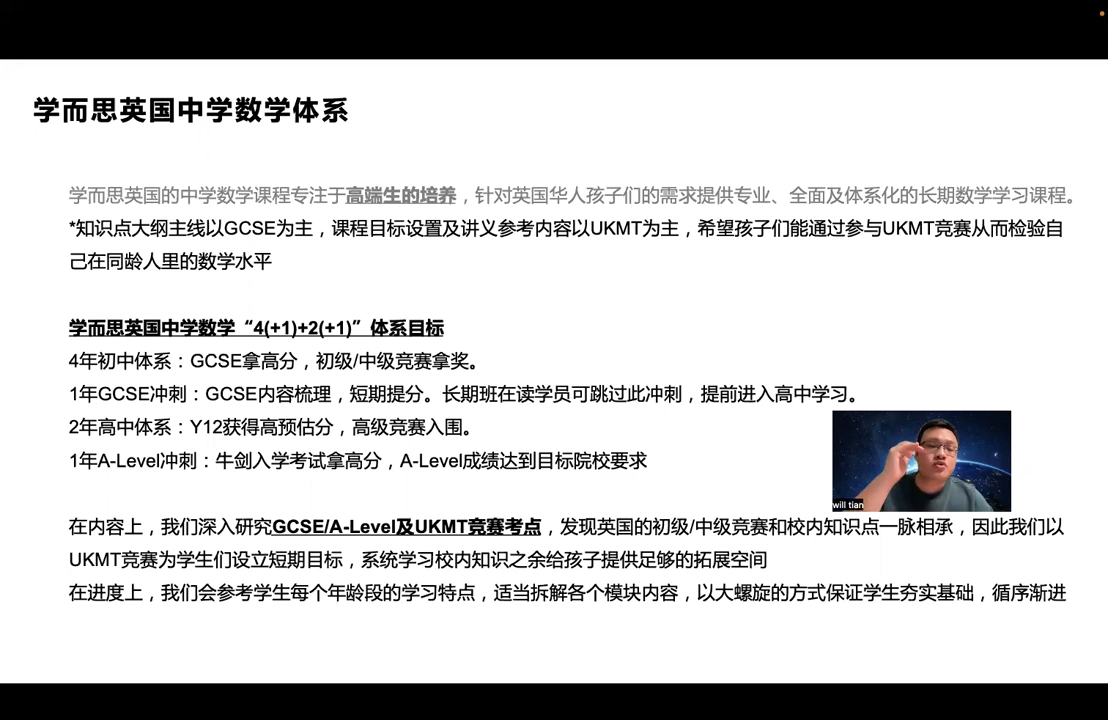 学而思英国中学数学体系
学而思英国的中学数学课程专注于高端生的培养，针对英国华人孩子们的需求提供专业、全面及体系化的长期数学学习课程。
*知识点大纲主线以GCSE为主，课程目标设置及讲义参考内容以UKMT为主，希望孩子们能通过参与UKMT竞赛从而检验自
己在同龄人里的数学水平
学而思英国中学数学“4(+1)+2(+1)”体系目标
4年初中体系：GCSE拿高分，初级/中级竞赛拿奖。
1年GCSE冲刺：GCSE内容梳理，短期提分。长期班在读学员可跳过此冲刺，提前进入高中学习。
2年高中体系：Y12获得高预估分，高级竞赛入围。
1年A-Level冲刺：牛剑入学考试拿高分，A-Level成绩达到目标院校要求
will tian
在内容上，我们深入研究GCSE/A-Level及UKMT竞赛考点，发现英国的初级/中级竞赛和校内知识点一脉相承，因此我们以
UKMT竞赛为学生们设立短期目标，系统学习校内知识之余给孩子提供足够的拓展空间
在进度上，我们会参考学生每个年龄段的学习特点，适当拆解各个模块内容，以大螺旋的方式保证学生夯实基础，循序渐进